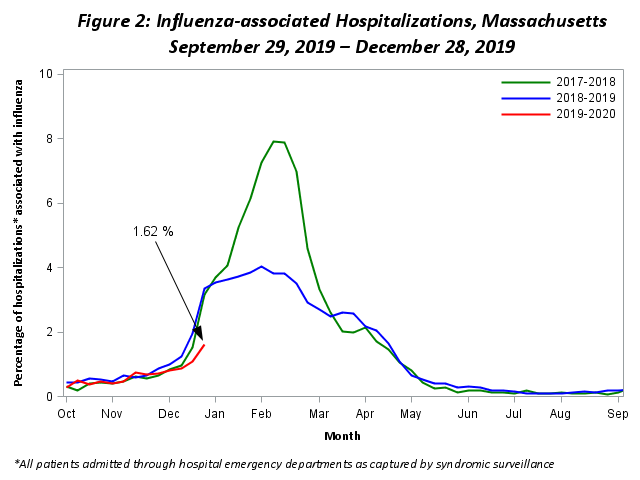 Figure 2: Influenza-associated Hospitalizations, Massachusetts
September 29, 2019 – December 28, 2019
Percentage of hospitalizations* associated with influenza
10
8
6
4
2
0
2017-2018
2018-2019
2019-2020
1.62 %
Oct Nov Dec Jan Feb Mar Apr May Jun Jul Aug Sep
Month
*All patients admitted through hospital emergency departments as captured by syndromic surveillance